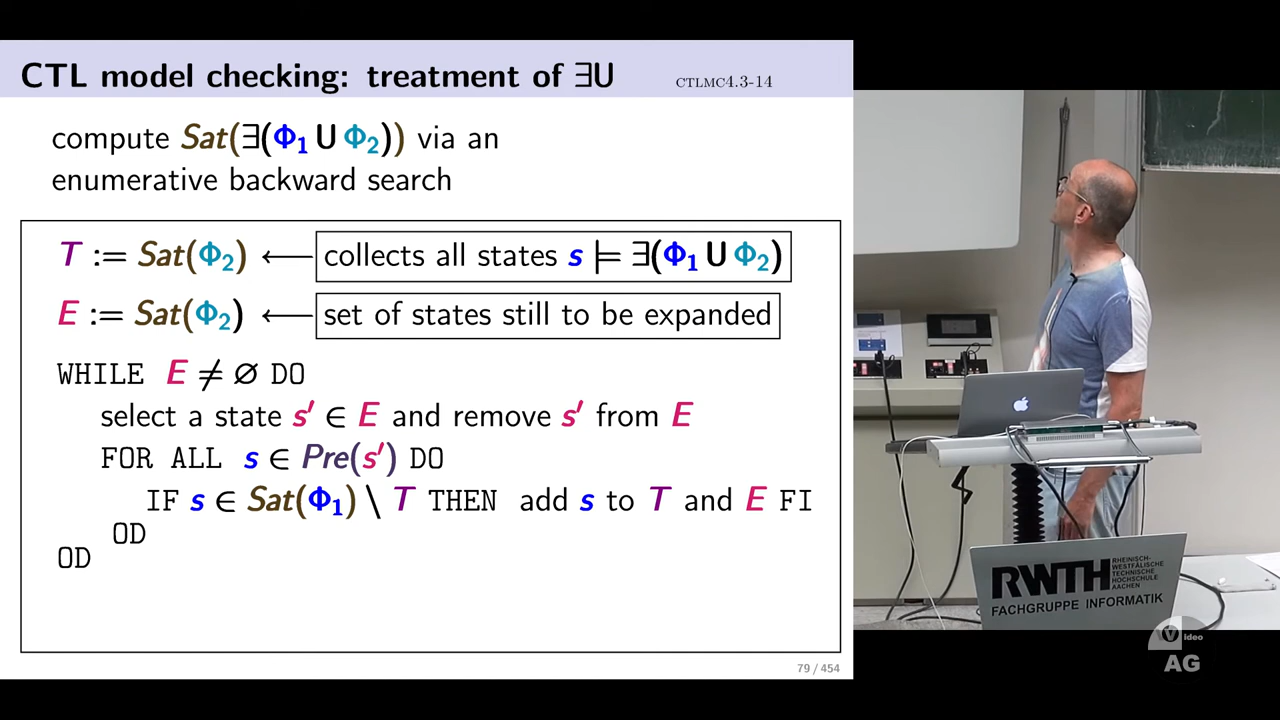 CTL model checking: treatment of ∃U CTLMC4.3-14
compute Sat(∃(Φ₁ U Φ₂)) via an
enumerative backward search
T := Sat(Φ₂) ⟵ collects all states s ⊨ ∃(Φ₁ U Φ₂)
E := Sat(Φ₂) ⟵ set of states still to be expanded
WHILE E ≠ ∅ DO
select a state s′ ∈ E and remove s′ from E
FOR ALL s ∈ Pre(s′) DO
IF s ∈ Sat(Φ₁) \ T THEN add s to T and E FI
OD
OD
79 / 454
RWTH
RHEINISCH-
WESTFÄLISCHE
TECHNISCHE
HOCHSCHULE
AACHEN
FACHGRUPPE INFORMATIK
Video
AG